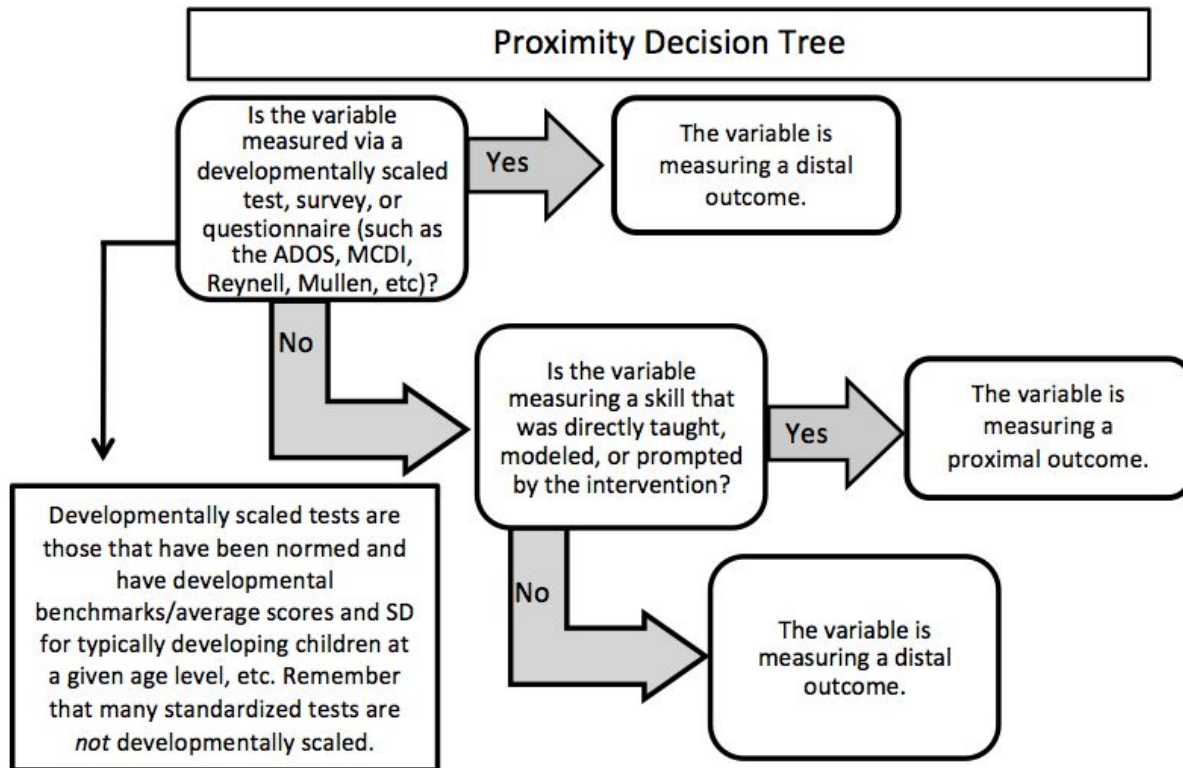 Proximity Decision Tree
Is the variable
measured via a
developmentally scaled
test, survey, or
questionnaire (such as
the ADOS, MCDI,
Reynell, Mullen, etc)?
Yes
The variable is
measuring a distal
outcome.
No
Is the variable
measuring a skill that
was directly taught,
modeled, or prompted
by the intervention?
Yes
The variable is
measuring a
proximal outcome.
Developmentally scaled tests are
those that have been normed and
have developmental
benchmarks/average scores and SD
for typically developing children at
a given age level, etc. Remember
that many standardized tests are
not developmentally scaled.
No
The variable is
measuring a distal
outcome.